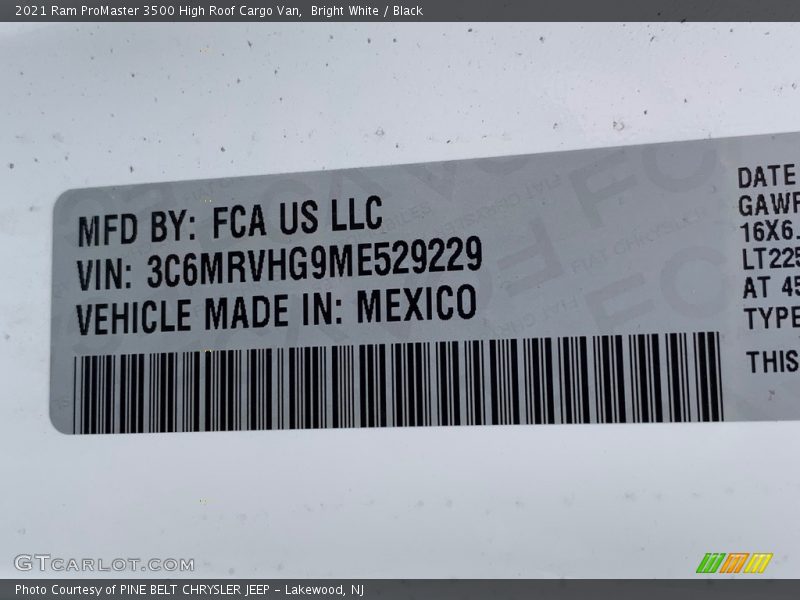 2021 Ram ProMaster 3500 High Roof Cargo Van, Bright White / Black
MFD BY: FCA US LLC
VIN: 3C6MRVHG9ME529229
VEHICLE MADE IN: MEXICO
DATE
GAWR
16X6.
LT225
AT 45
TYPE
THIS
GTCARLOT.COM
Photo Courtesy of PINE BELT CHRYSLER JEEP - Lakewood, NJ